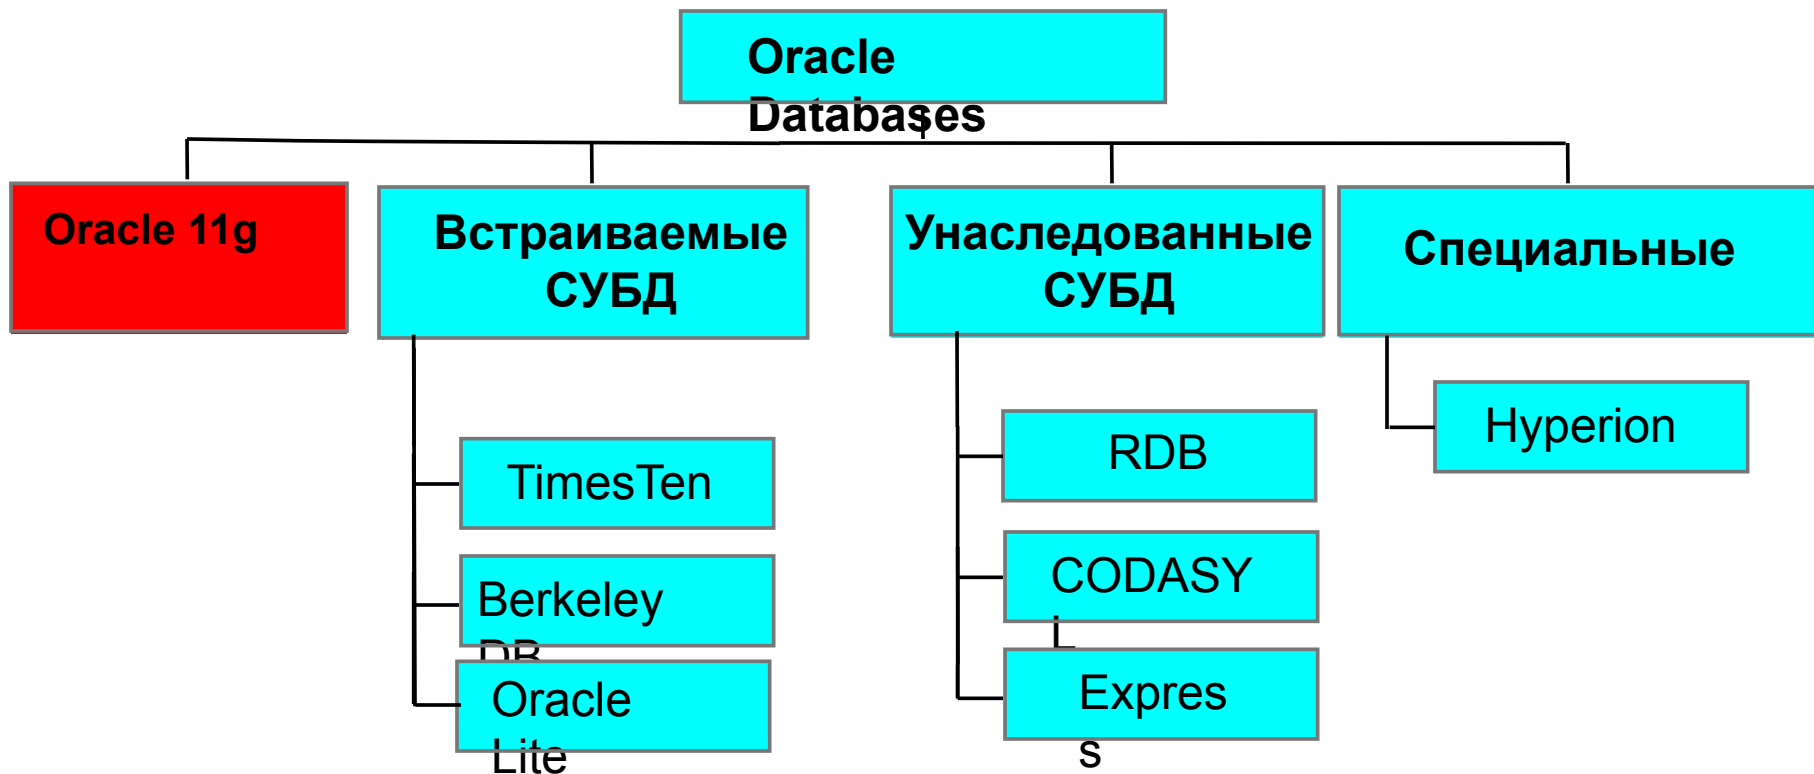 Oracle
Databases
Oracle 11g
Встраиваемые
СУБД
Унаследованные
СУБД
Специальные
TimesTen
Berkeley
DB
Oracle
Lite
RDB
CODASY
L
Expres
s
Hyperion